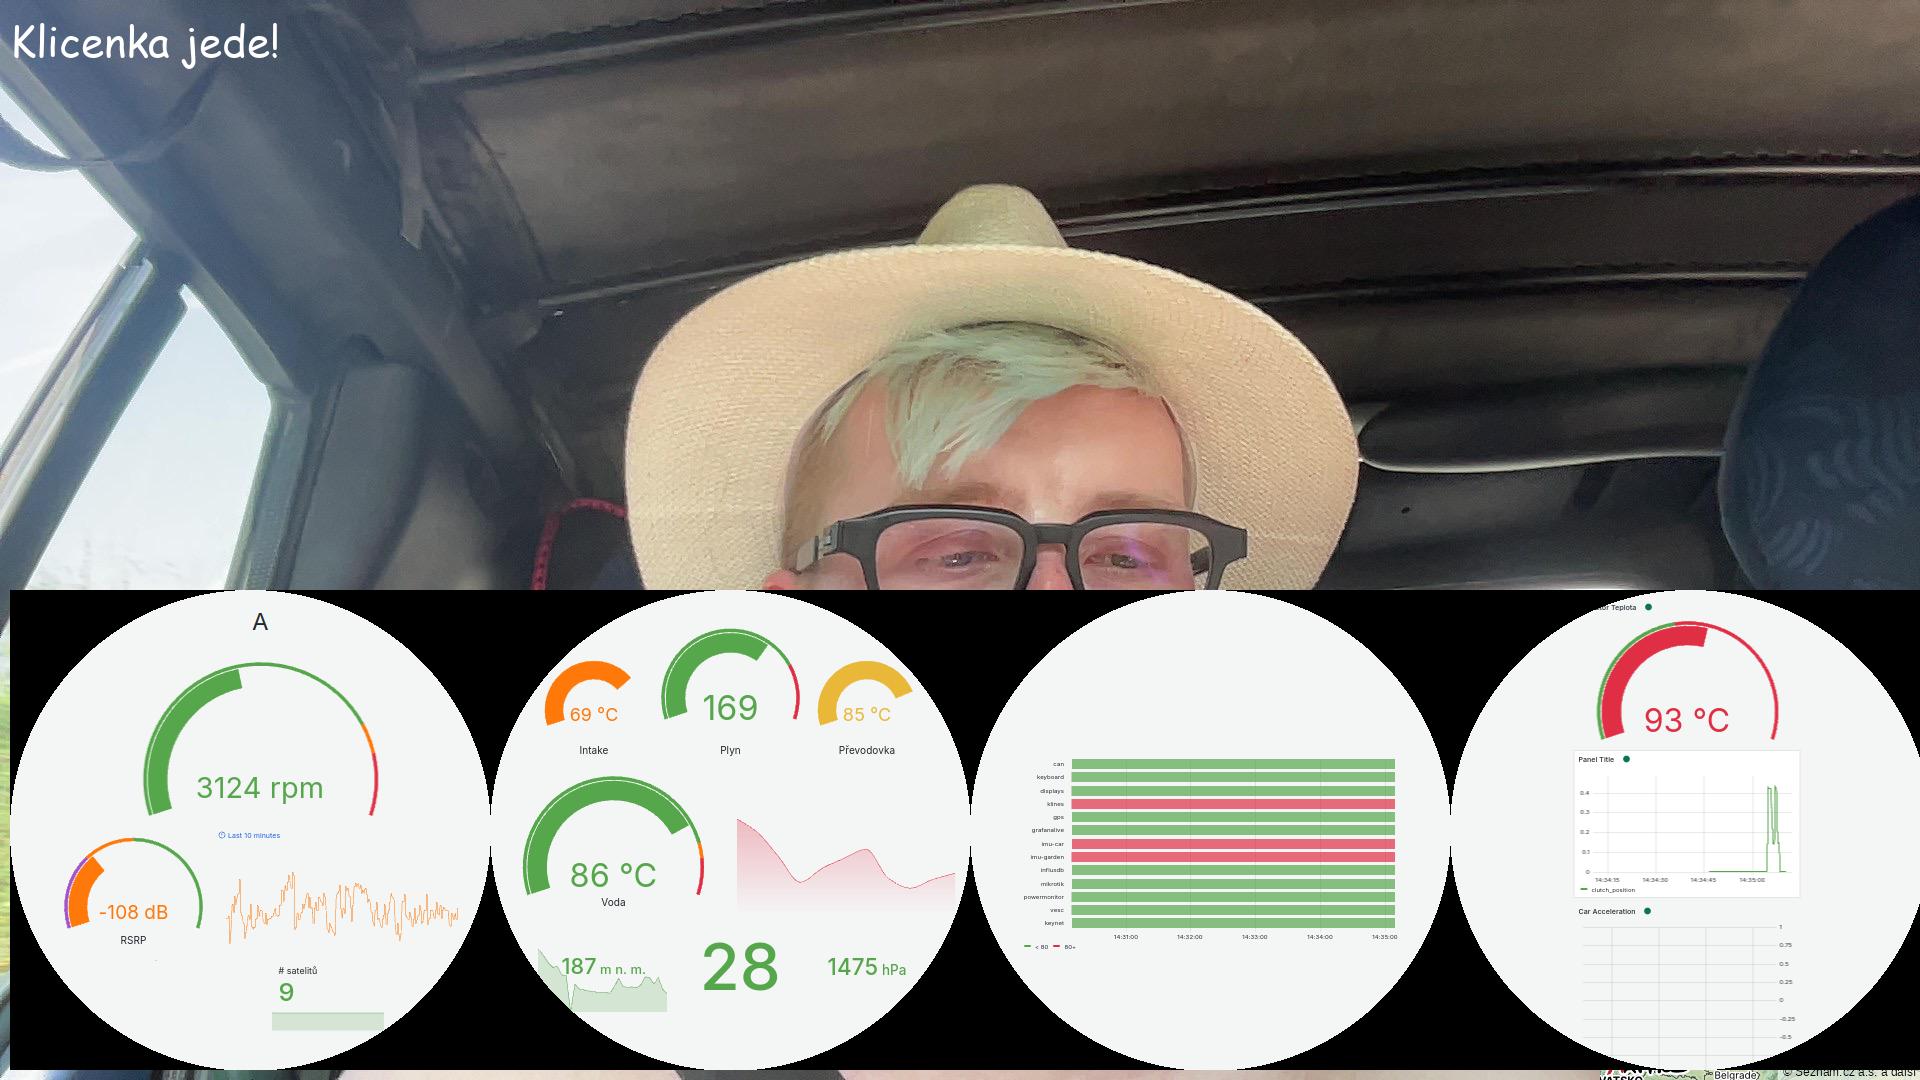 Klicenka jede!
A
3124 rpm
Last 10 minutes
-108 dB
RSRP
# satelitů
9
69 °C
Intake
169
Plyn
85 °C
Převodovka
86 °C
Voda
187 m n. m.
28
1475 hPa
can
keyboard
displays
klines
gps
grafanalive
imu-car
imu-garden
influxdb
mikrotik
powermonitor
vesc
keynet
14:31:00 14:32:00 14:33:00 14:34:00 14:35:00
< 80 80+
Teplota
93 °C
Panel Title
0.4
0.3
0.2
0.1
0
14:34:15 14:34:30 14:34:45 14:35:00
clutch_position
Car Acceleration
1
0.75
0.5
0.25
0
-0.25
-0.5
Belgrade
© Seznam.cz a.s. a další